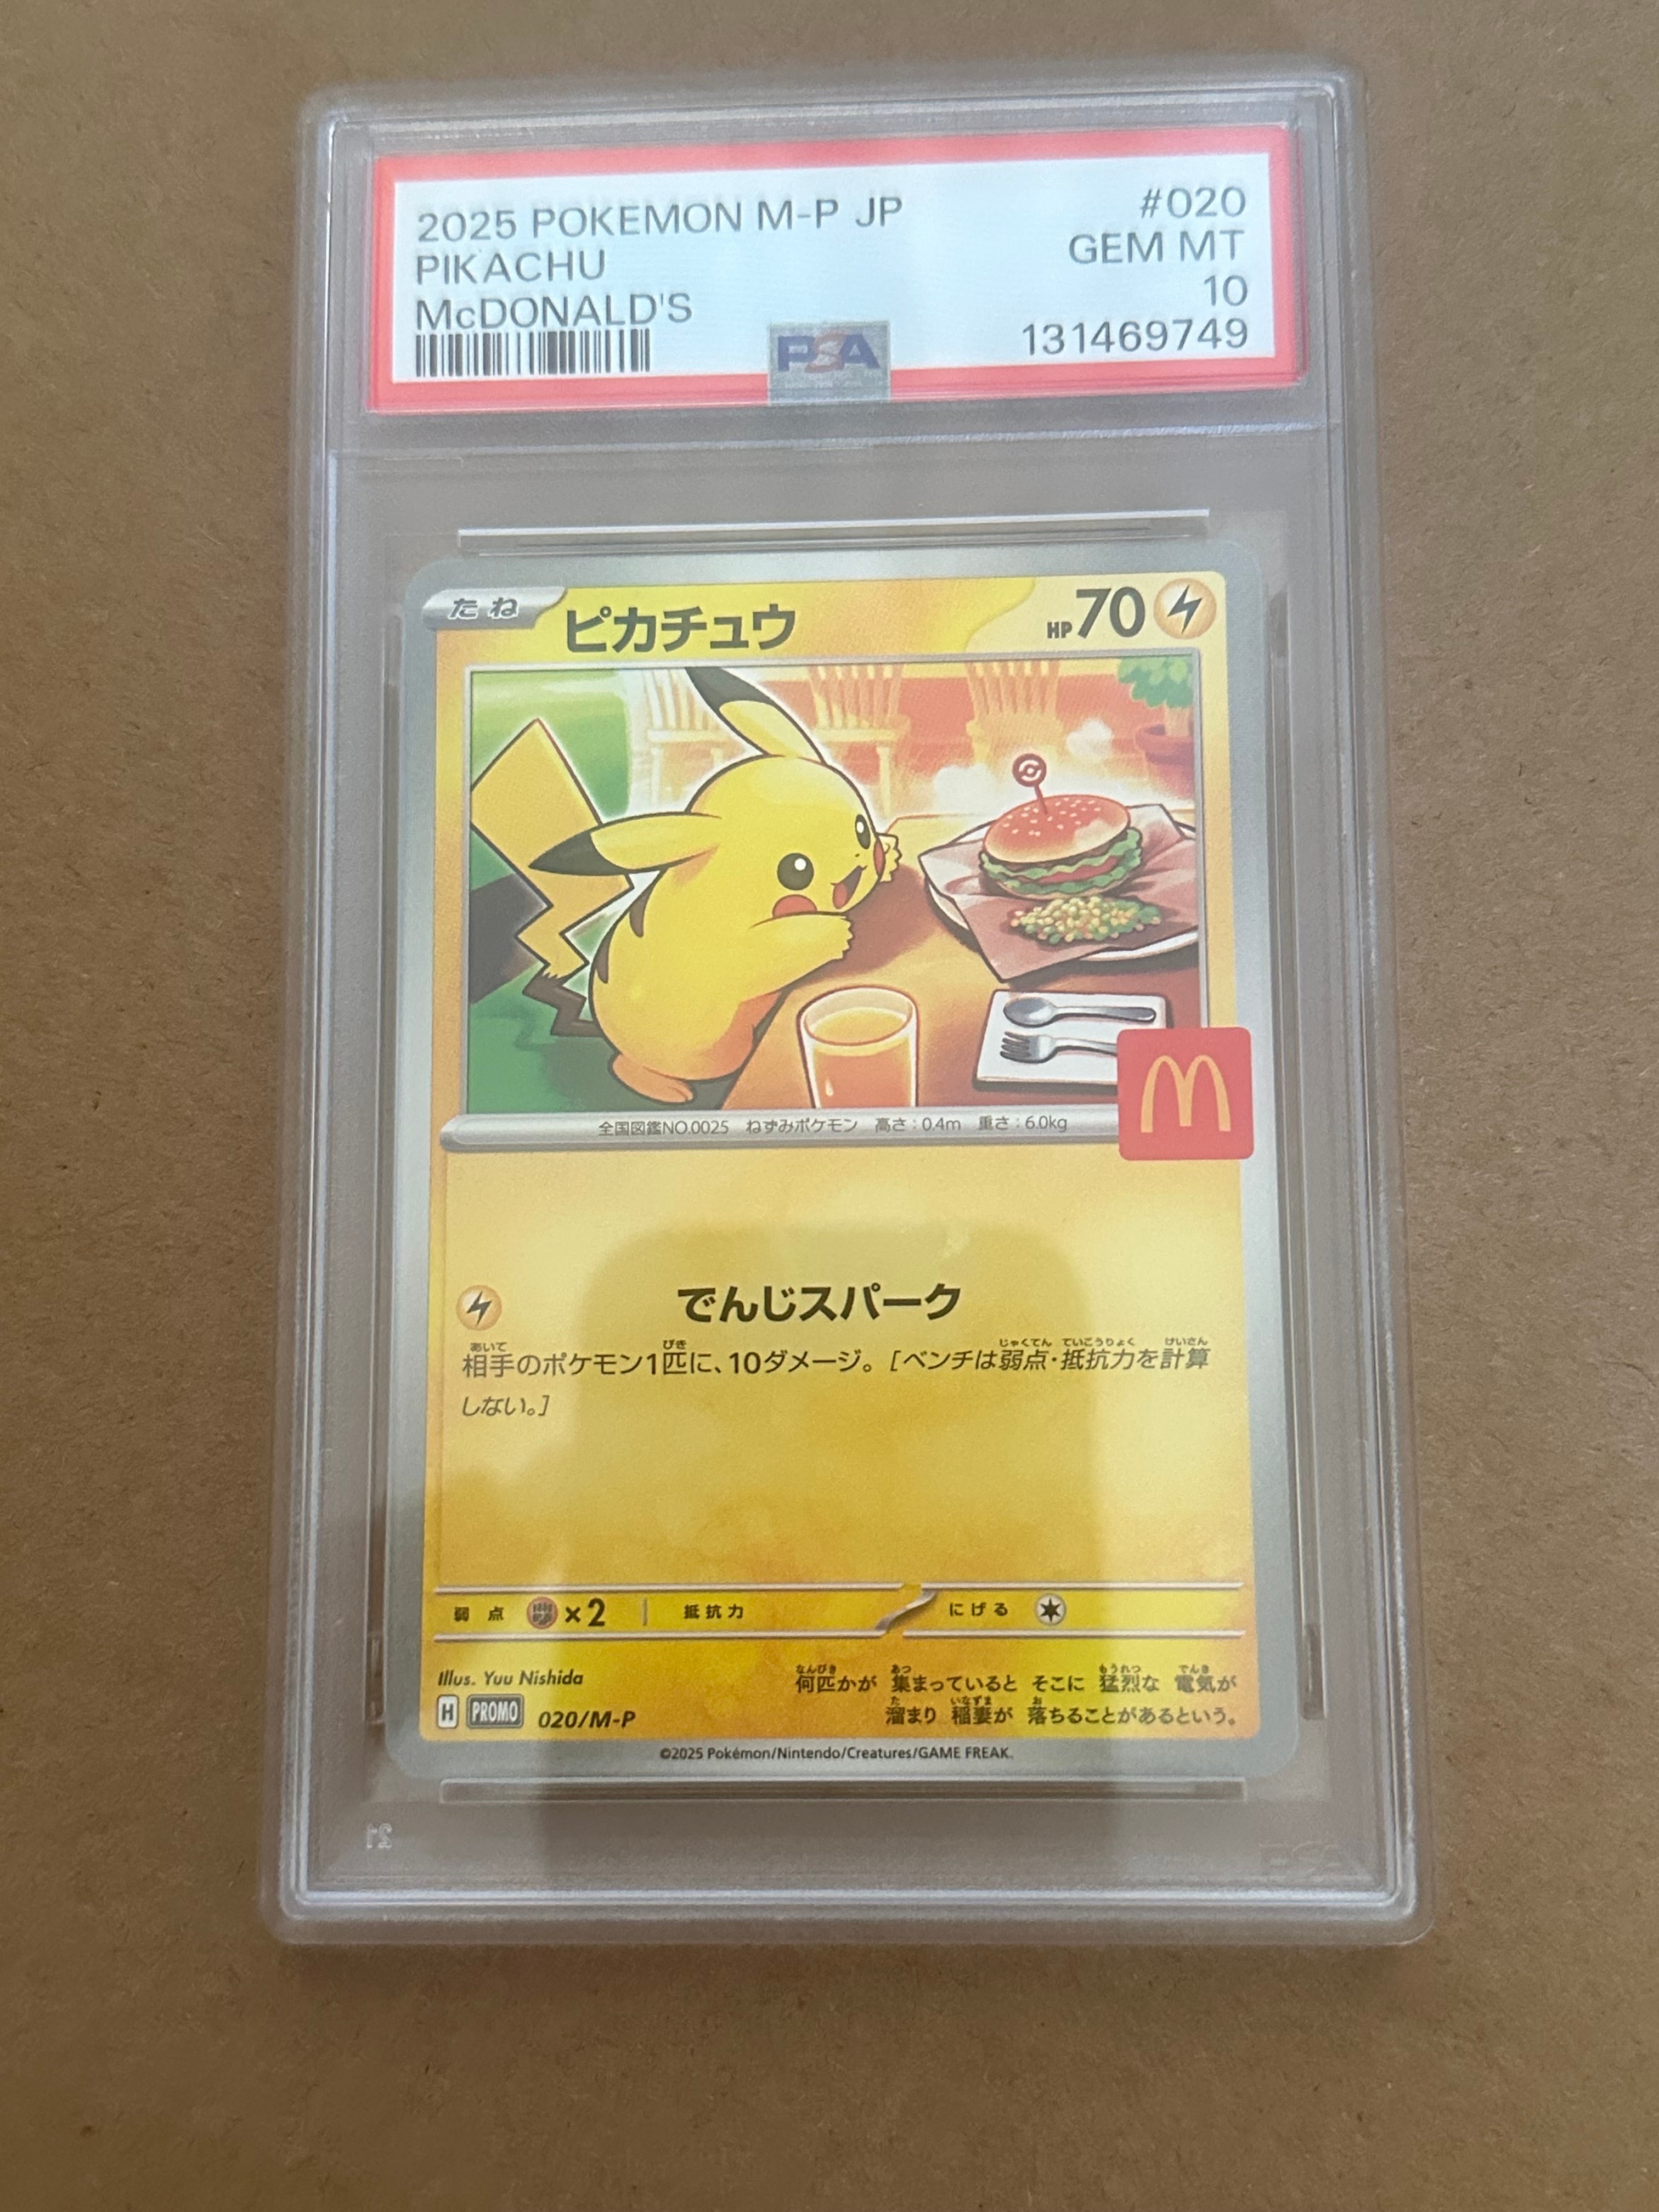 2025 POKEMON M-P JP #020
PIKACHU GEM MT
McDONALD'S 10
131469749
PSA
たね ピカチュウ HP70
全国図鑑NO.0025 ねずみポケモン 高さ:0.4m 重さ:6.0kg
でんじスパーク
相手のポケモン1匹に、10ダメージ。[ベンチは弱点・抵抗力を計算
しない。]
弱点 ×2 抵抗力 にげる
Illus. Yuu Nishida
何匹かが 集まっていると そこに 猛烈な 電気が
溜まり 稲妻が 落ちることがあるという。
H PROMO 020/M-P
©2025 Pokémon/Nintendo/Creatures/GAME FREAK.
PSA